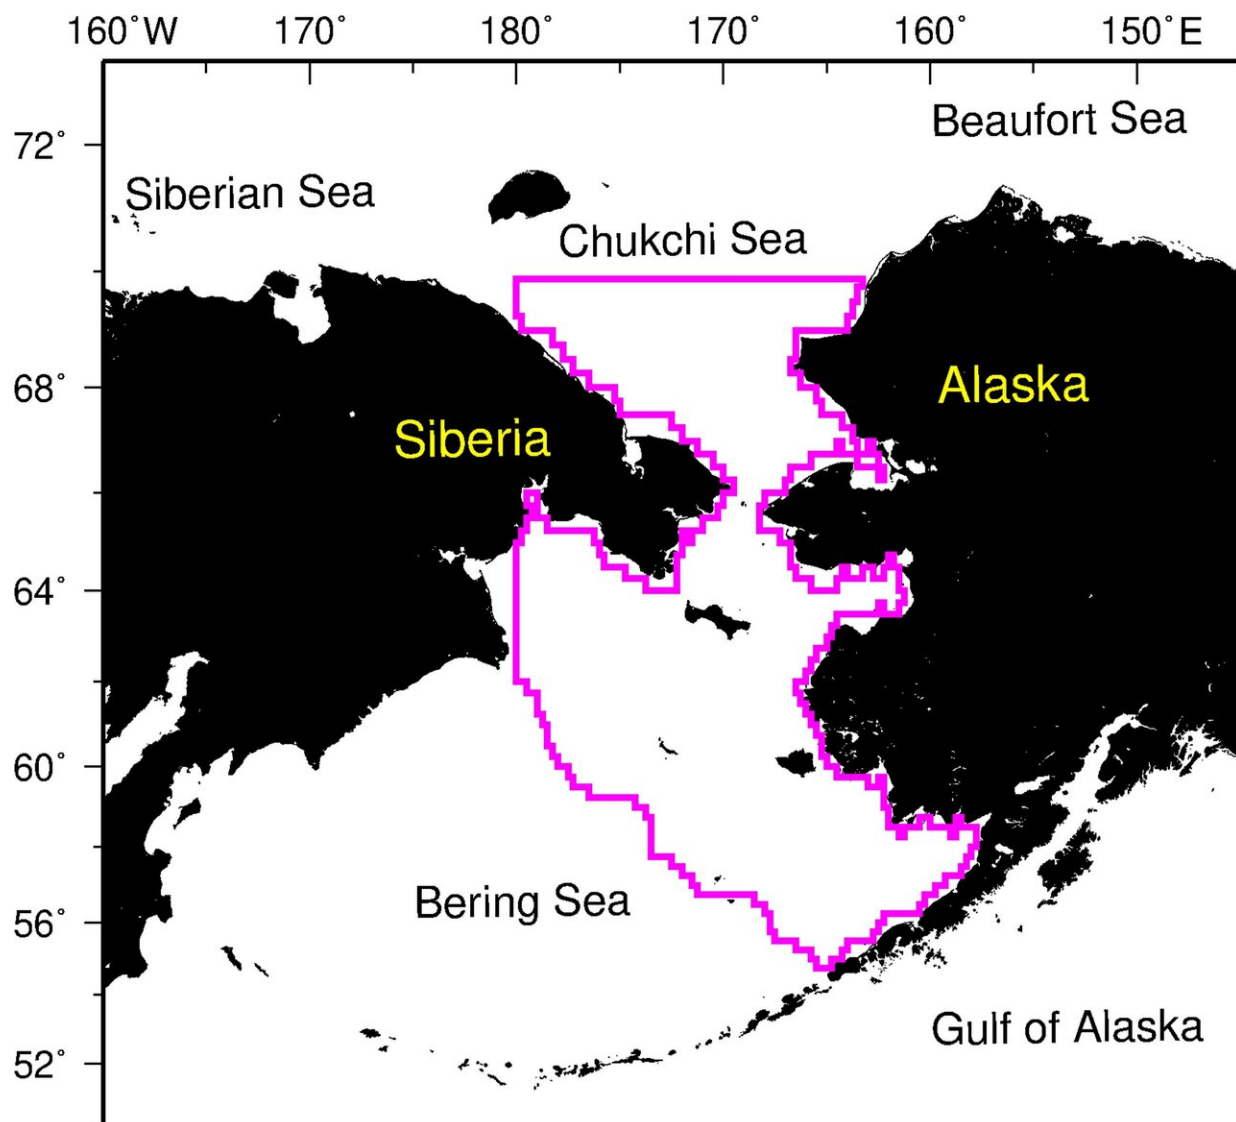 160˚W 170˚ 180˚ 170˚ 160˚ 150˚E
Beaufort Sea
72˚
Siberian Sea
Chukchi Sea
68˚
Alaska
Siberia
64˚
60˚
Bering Sea
56˚
Gulf of Alaska
52˚